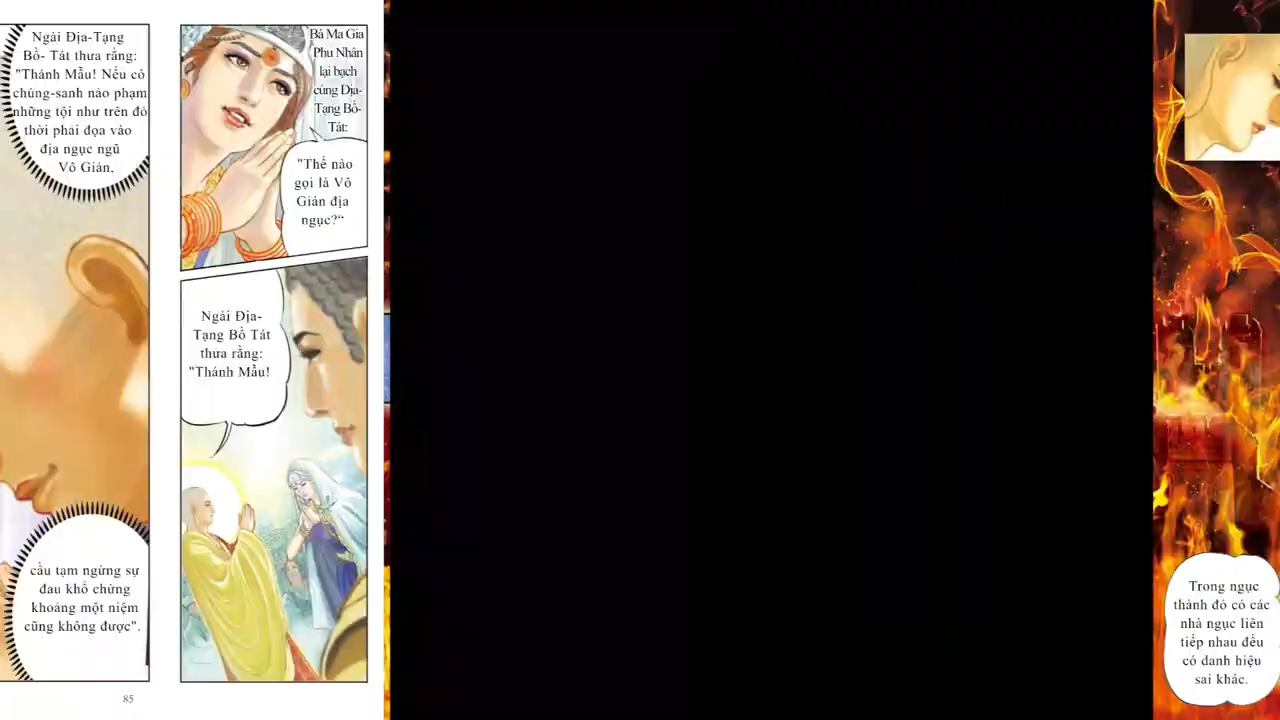 Ngài Địa-Tạng
Bồ- Tát thưa rằng:
"Thánh Mẫu! Nếu có
chúng-sanh nào phạm
những tội như trên đó
thời phải đọa vào
địa ngục ngũ
Vô Gián,
cầu tạm ngừng sự
đau khổ chừng
khoảng một niệm
cũng không được".
85
Bà Ma Gia
Phu Nhân
lại bạch
cùng Địa-
Tạng Bồ-
Tát:
"Thế nào
gọi là Vô
Gián địa
ngục?“
Ngài Địa-
Tạng Bồ Tát
thưa rằng:
"Thánh Mẫu!
Trong ngục
thành đó có các
nhà ngục liên
tiếp nhau đều
có danh hiệu
sai khác.